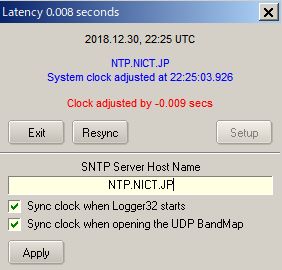 Latency 0.008 seconds
2018.12.30, 22:25 UTC
NTP.NICT.JP
System clock adjusted at 22:25:03.926
Clock adjusted by -0.009 secs
Exit Resync Setup
SNTP Server Host Name
NTP.NICT.JP
Sync clock when Logger32 starts
Sync clock when opening the UDP BandMap
Apply